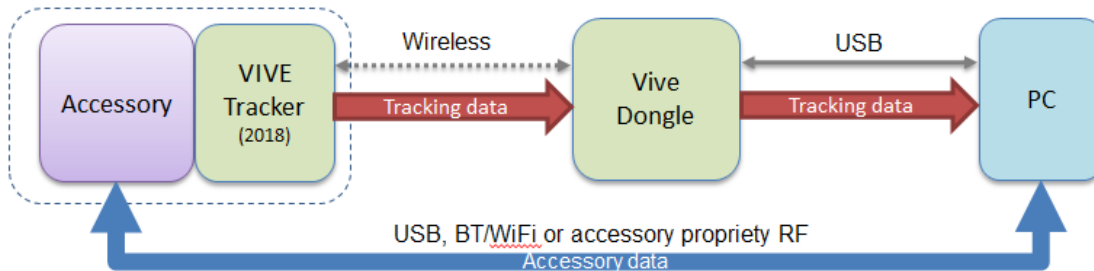 Accessory
VIVE
Tracker
(2018)
Wireless
Tracking data
Vive
Dongle
USB
Tracking data
PC
USB, BT/WiFi or accessory propriety RF
Accessory data